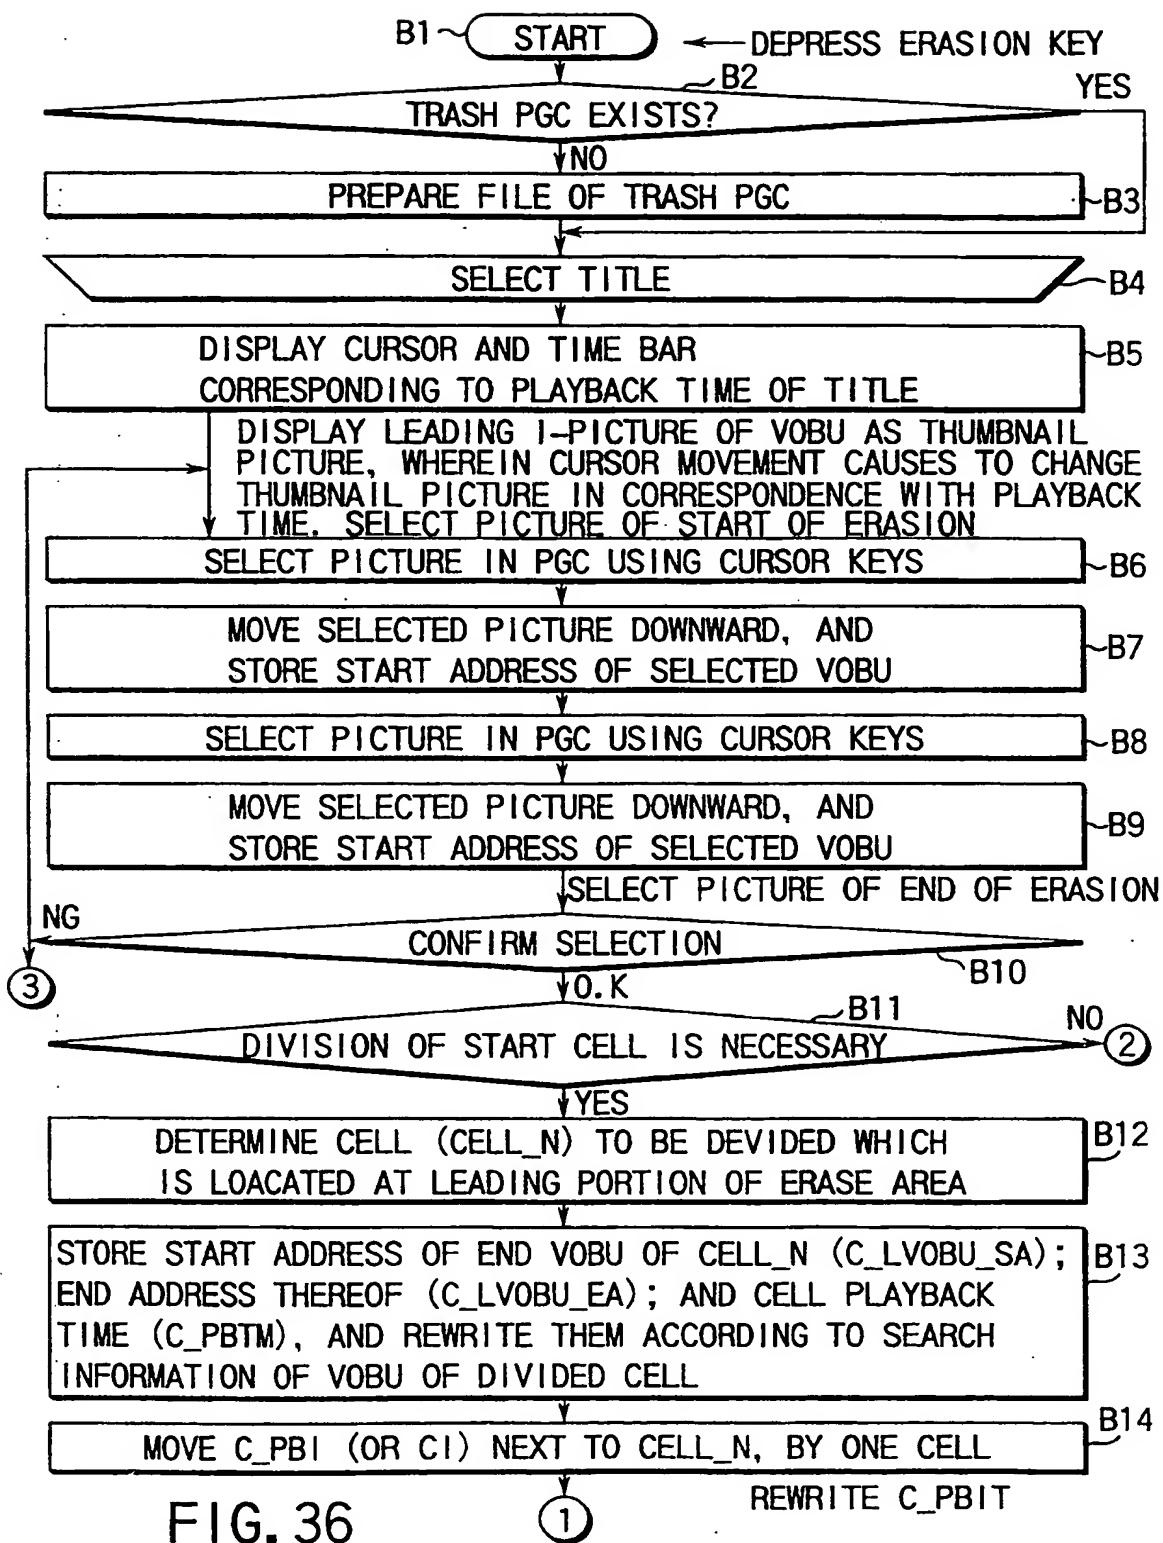 B1 START ← DEPRESS ERASION KEY
B2
TRASH PGC EXISTS? YES
NO
PREPARE FILE OF TRASH PGC B3
SELECT TITLE B4
DISPLAY CURSOR AND TIME BAR B5
CORRESPONDING TO PLAYBACK TIME OF TITLE
DISPLAY LEADING I-PICTURE OF VOBU AS THUMBNAIL
PICTURE, WHEREIN CURSOR MOVEMENT CAUSES TO CHANGE
THUMBNAIL PICTURE IN CORRESPONDENCE WITH PLAYBACK
TIME. SELECT PICTURE OF START OF ERASION
SELECT PICTURE IN PGC USING CURSOR KEYS B6
MOVE SELECTED PICTURE DOWNWARD, AND B7
STORE START ADDRESS OF SELECTED VOBU
SELECT PICTURE IN PGC USING CURSOR KEYS B8
MOVE SELECTED PICTURE DOWNWARD, AND B9
STORE START ADDRESS OF SELECTED VOBU
SELECT PICTURE OF END OF ERASION
NG
CONFIRM SELECTION
B10
3
O.K
B11
NO
DIVISION OF START CELL IS NECESSARY 2
YES
DETERMINE CELL (CELL_N) TO BE DEVIDED WHICH B12
IS LOACATED AT LEADING PORTION OF ERASE AREA
STORE START ADDRESS OF END VOBU OF CELL_N (C_LVOBU_SA); B13
END ADDRESS THEREOF (C_LVOBU_EA); AND CELL PLAYBACK
TIME (C_PBTM), AND REWRITE THEM ACCORDING TO SEARCH
INFORMATION OF VOBU OF DIVIDED CELL
MOVE C_PBI (OR CI) NEXT TO CELL_N, BY ONE CELL B14
REWRITE C_PBIT
1
FIG. 36